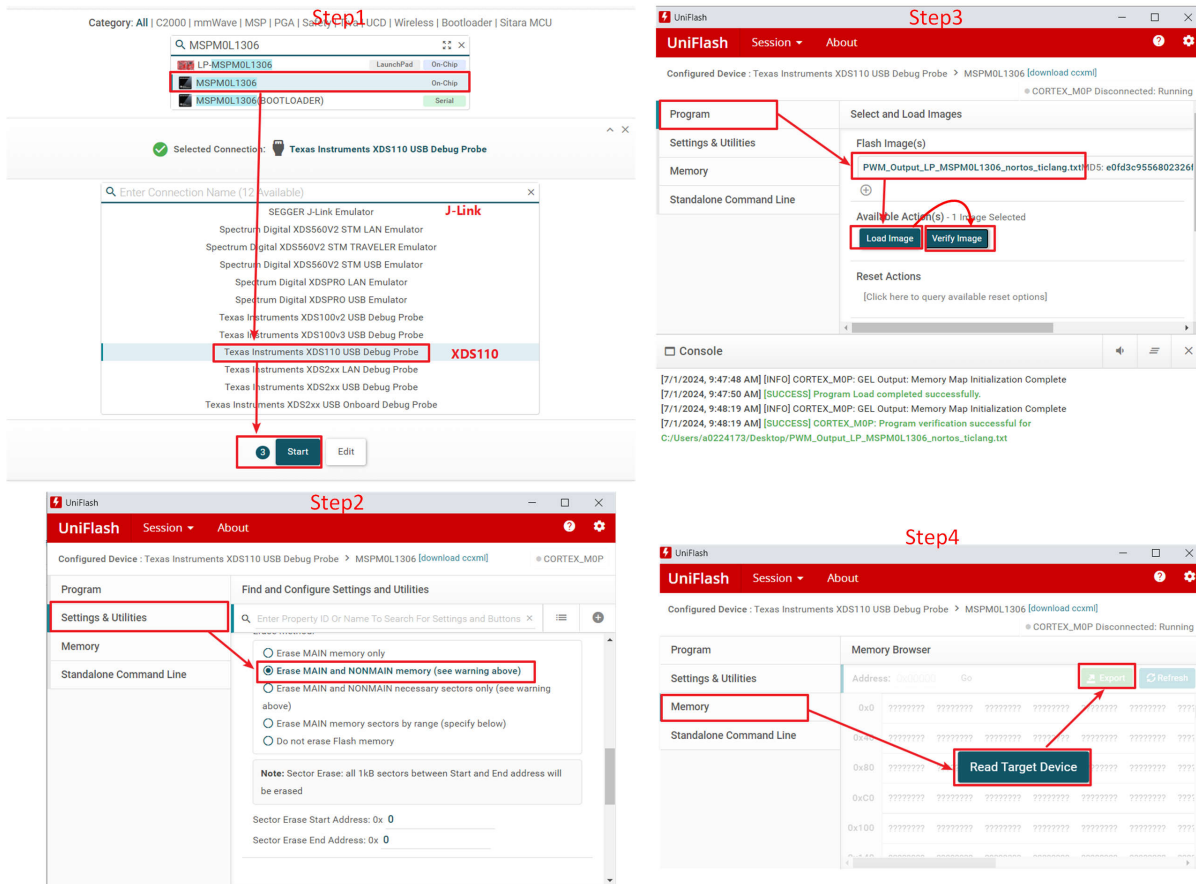 Step1
Category: All | C2000 | mmWave | MSP | PGA | Safety | Tiva | UCD | Wireless | Bootloader | Sitara MCU
MSPM0L1306
LP-MSPM0L1306 LaunchPad On-Chip
MSPM0L1306 On-Chip
MSPM0L1306(BOOTLOADER) Serial
Selected Connection: Texas Instruments XDS110 USB Debug Probe
Enter Connection Name (12 Available)
SEGGER J-Link Emulator J-Link
Spectrum Digital XDS560V2 STM LAN Emulator
Spectrum Digital XDS560V2 STM TRAVELER Emulator
Spectrum Digital XDS560V2 STM USB Emulator
Spectrum Digital XDSPRO LAN Emulator
Spectrum Digital XDSPRO USB Emulator
Texas Instruments XDS100v2 USB Debug Probe
Texas Instruments XDS100v3 USB Debug Probe
Texas Instruments XDS110 USB Debug Probe XDS110
Texas Instruments XDS2xx LAN Debug Probe
Texas Instruments XDS2xx USB Debug Probe
Texas Instruments XDS2xx USB Onboard Debug Probe
3 Start Edit
Step2
UniFlash
UniFlash Session About
Configured Device : Texas Instruments XDS110 USB Debug Probe > MSPM0L1306 [download ccxml] CORTEX_M0P
Program
Settings & Utilities
Memory
Standalone Command Line
Find and Configure Settings and Utilities
Enter Property ID Or Name To Search For Settings and Buttons
Erase method:
Erase MAIN memory only
Erase MAIN and NONMAIN memory (see warning above)
Erase MAIN and NONMAIN necessary sectors only (see warning
above)
Erase MAIN memory sectors by range (specify below)
Do not erase Flash memory
Note: Sector Erase: all 1kB sectors between Start and End address will
be erased
Sector Erase Start Address: 0x 0
Sector Erase End Address: 0x 0
Step3
UniFlash
UniFlash Session About
Configured Device : Texas Instruments XDS110 USB Debug Probe > MSPM0L1306 [download ccxml]
CORTEX_M0P Disconnected: Running
Program
Settings & Utilities
Memory
Standalone Command Line
Select and Load Images
Flash Image(s)
PWM_Output_LP_MSPM0L1306_nortos_ticlang.txt MD5: e0fd3c9556802326f
Available Action(s) - 1 Image Selected
Load Image Verify Image
Reset Actions
[Click here to query available reset options]
Console
[7/1/2024, 9:47:48 AM] [INFO] CORTEX_M0P: GEL Output: Memory Map Initialization Complete
[7/1/2024, 9:47:50 AM] [SUCCESS] Program Load completed successfully.
[7/1/2024, 9:48:19 AM] [INFO] CORTEX_M0P: GEL Output: Memory Map Initialization Complete
[7/1/2024, 9:48:19 AM] [SUCCESS] CORTEX_M0P: Program verification successful for
C:/Users/a0224173/Desktop/PWM_Output_LP_MSPM0L1306_nortos_ticlang.txt
Step4
UniFlash
UniFlash Session About
Configured Device : Texas Instruments XDS110 USB Debug Probe > MSPM0L1306 [download ccxml]
CORTEX_M0P Disconnected: Running
Program
Settings & Utilities
Memory
Standalone Command Line
Memory Browser
Address: Go Export Refresh
0x0 ???????? ???????? ???????? ???????? ???????? ???????? ????
???????? ???????? ???????? ???????? ???????? ???????? ????
0x80 ???????? Read Target Device ???????? ????
0xC0 ???????? ???????? ???????? ???????? ???????? ???????? ????
0x100 ???????? ???????? ???????? ???????? ???????? ???????? ????